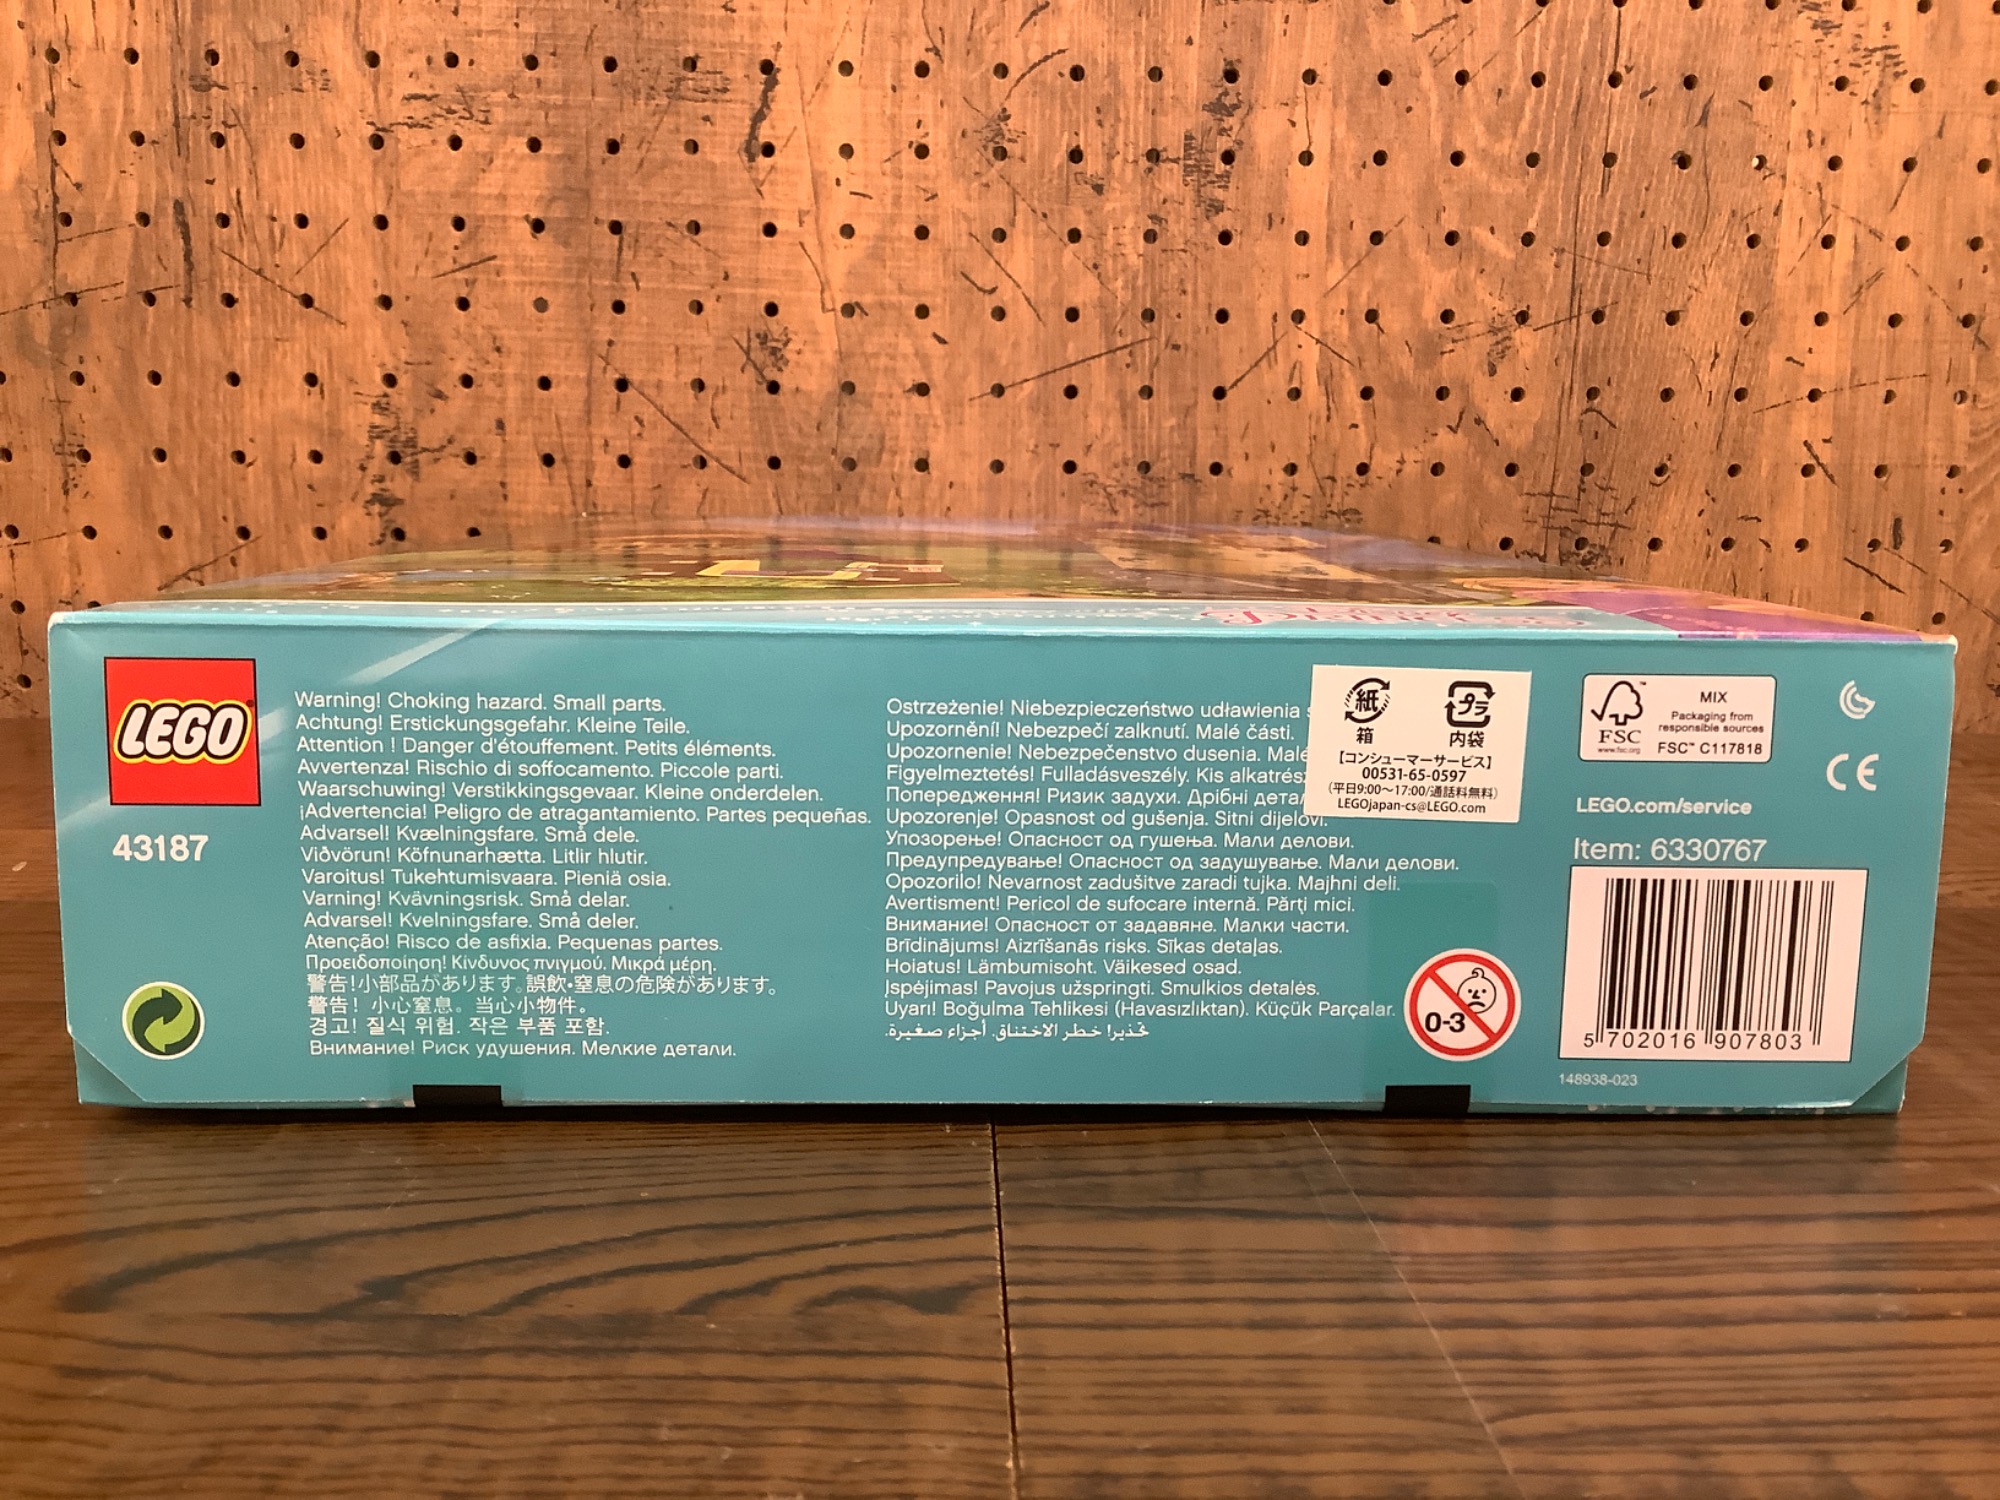 LEGO
43187
Warning! Choking hazard. Small parts.
Achtung! Erstickungsgefahr. Kleine Teile.
Attention ! Danger d'étouffement. Petits éléments.
Avvertenza! Rischio di soffocamento. Piccole parti.
Waarschuwing! Verstikkingsgevaar. Kleine onderdelen.
¡Advertencia! Peligro de atragantamiento. Partes pequeñas.
Advarsel! Kvælningsfare. Små dele.
Viðvörun! Köfnunarhætta. Litlir hlutir.
Varoitus! Tukehtumisvaara. Pieniä osia.
Varning! Kvävningsrisk. Små delar.
Advarsel! Kvelningsfare. Små deler.
Atenção! Risco de asfixia. Pequenas partes.
Προειδοποίηση! Κίνδυνος πνιγμού. Μικρά μέρη.
警告!小部品があります。誤飲・窒息の危険があります。
警告！小心窒息。当心小物件。
경고! 질식 위험. 작은 부품 포함.
Внимание! Риск удушения. Мелкие детали.
Ostrzeżenie! Niebezpieczeństwo udławienia
Upozornění! Nebezpečí zalknutí. Malé části.
Upozornenie! Nebezpečenstvo dusenia. Malé
Figyelmeztetés! Fulladásveszély. Kis alkatrés
Попередження! Ризик задухи. Дрібні дета
Upozorenje! Opasnost od gušenja. Sitni dijelovi.
Упозорење! Опасност од гушења. Мали делови.
Предупредување! Опасност од задушување. Мали делови.
Opozorilo! Nevarnost zadušitve zaradi tujka. Majhni deli.
Avertisment! Pericol de sufocare internă. Părți mici.
Внимание! Опасност от задавяне. Малки части.
Brīdinājums! Aizrīšanās risks. Sīkas detaļas.
Hoiatus! Lämbumisoht. Väikesed osad.
Įspėjimas! Pavojus užspringti. Smulkios detalės.
Uyarı! Boğulma Tehlikesi (Havasızlıktan). Küçük Parçalar.
تحذير! خطر الاختناق. أجزاء صغيرة.
紙 プラ
箱 内袋
【コンシューマーサービス】
00531-65-0597
(平日9:00〜17:00/通話料無料)
LEGOjapan-cs@LEGO.com
0-3
FSC
www.fsc.org
MIX
Packaging from
responsible sources
FSC™ C117818
CE
LEGO.com/service
Item: 6330767
5 702016 907803
148938-023